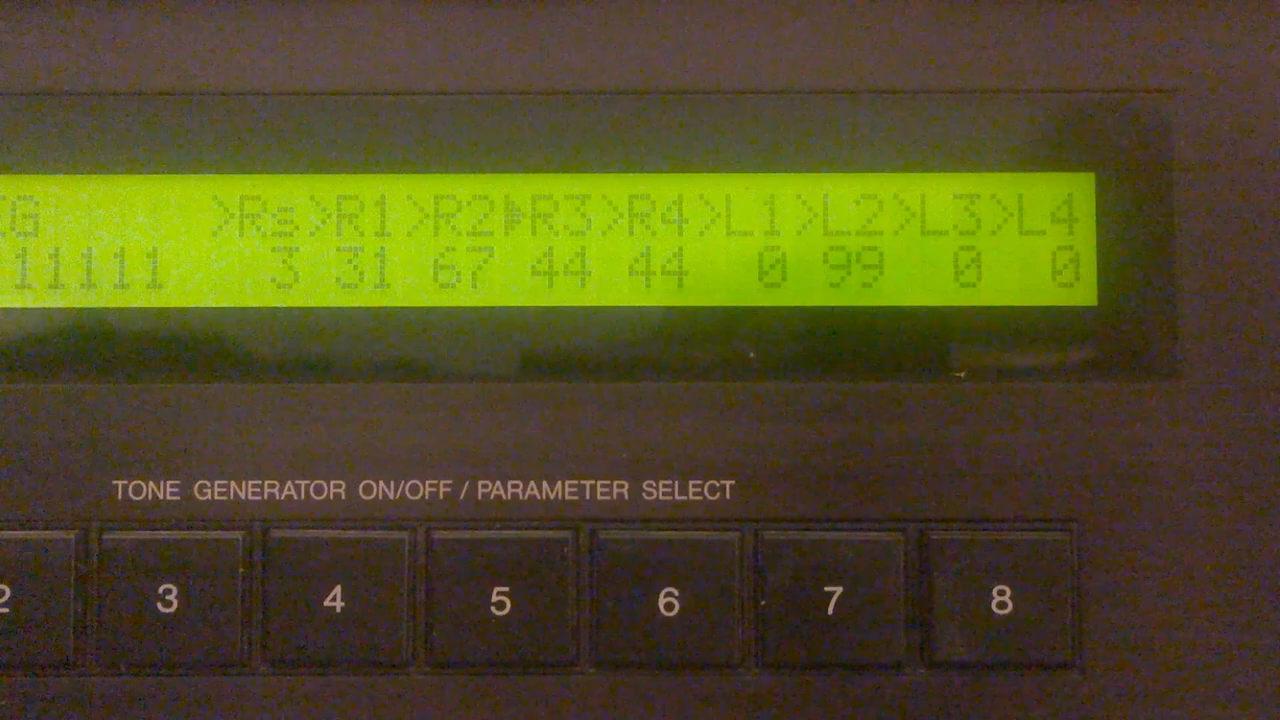 G >Rs>R1>R2>R3>R4>L1>L2>L3>L4
11111 3 31 67 44 44 0 99 0 0
TONE GENERATOR ON/OFF / PARAMETER SELECT
2 3 4 5 6 7 8